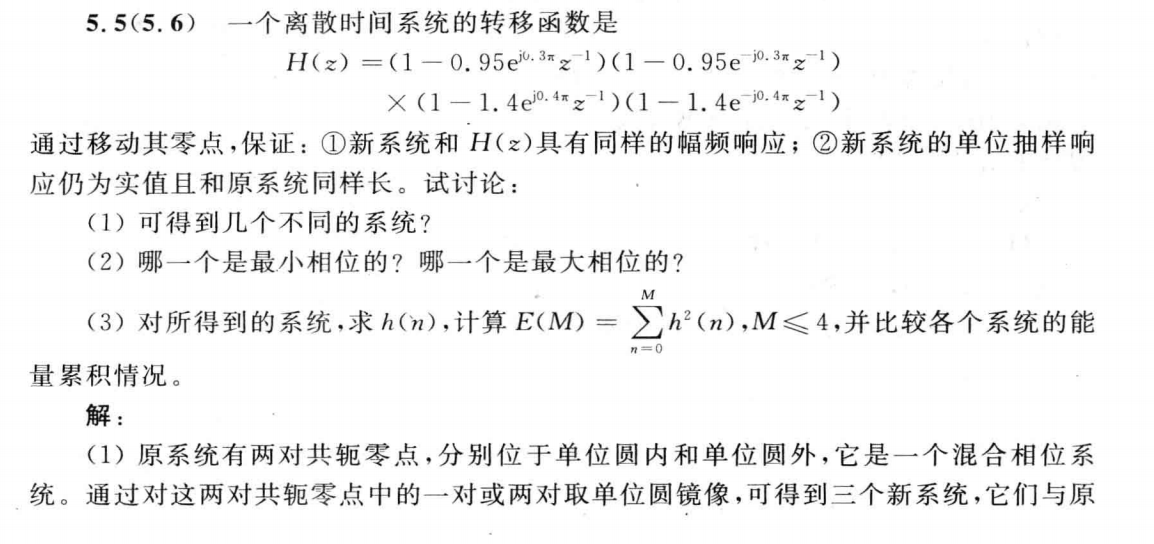 5.5(5.6) 一个离散时间系统的转移函数是
H(z) =(1-0.95e^{j0.3π}z^{-1})(1-0.95e^{-j0.3π}z^{-1})
×(1-1.4e^{j0.4π}z^{-1})(1-1.4e^{-j0.4π}z^{-1})
通过移动其零点,保证:①新系统和 H(z)具有同样的幅频响应;②新系统的单位抽样响
应仍为实值且和原系统同样长。试讨论:
(1) 可得到几个不同的系统?
(2) 哪一个是最小相位的?哪一个是最大相位的?
(3) 对所得到的系统,求 h(n),计算 E(M) = \sum_{n=0}^{M} h²(n),M⩽4,并比较各个系统的能
量累积情况。
解:
(1) 原系统有两对共轭零点,分别位于单位圆内和单位圆外,它是一个混合相位系
统。通过对这两对共轭零点中的一对或两对取单位圆镜像,可得到三个新系统,它们与原